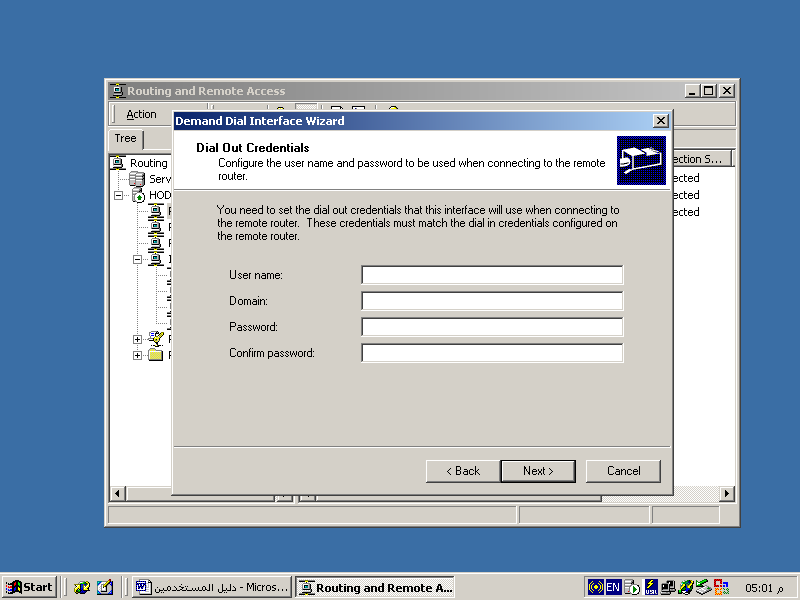 Routing and Remote Access
Action
Tree
Routing
Serv
HOD
Demand Dial Interface Wizard
Dial Out Credentials
Configure the user name and password to be used when connecting to the remote
router.
ection S...
ected
ected
ected
You need to set the dial out credentials that this interface will use when connecting to
the remote router. These credentials must match the dial in credentials configured on
the remote router.
User name:
Domain:
Password:
Confirm password:
< Back
Next >
Cancel
Start
دليل المستخدمين - Micros...
Routing and Remote A...
EN
05:01 م